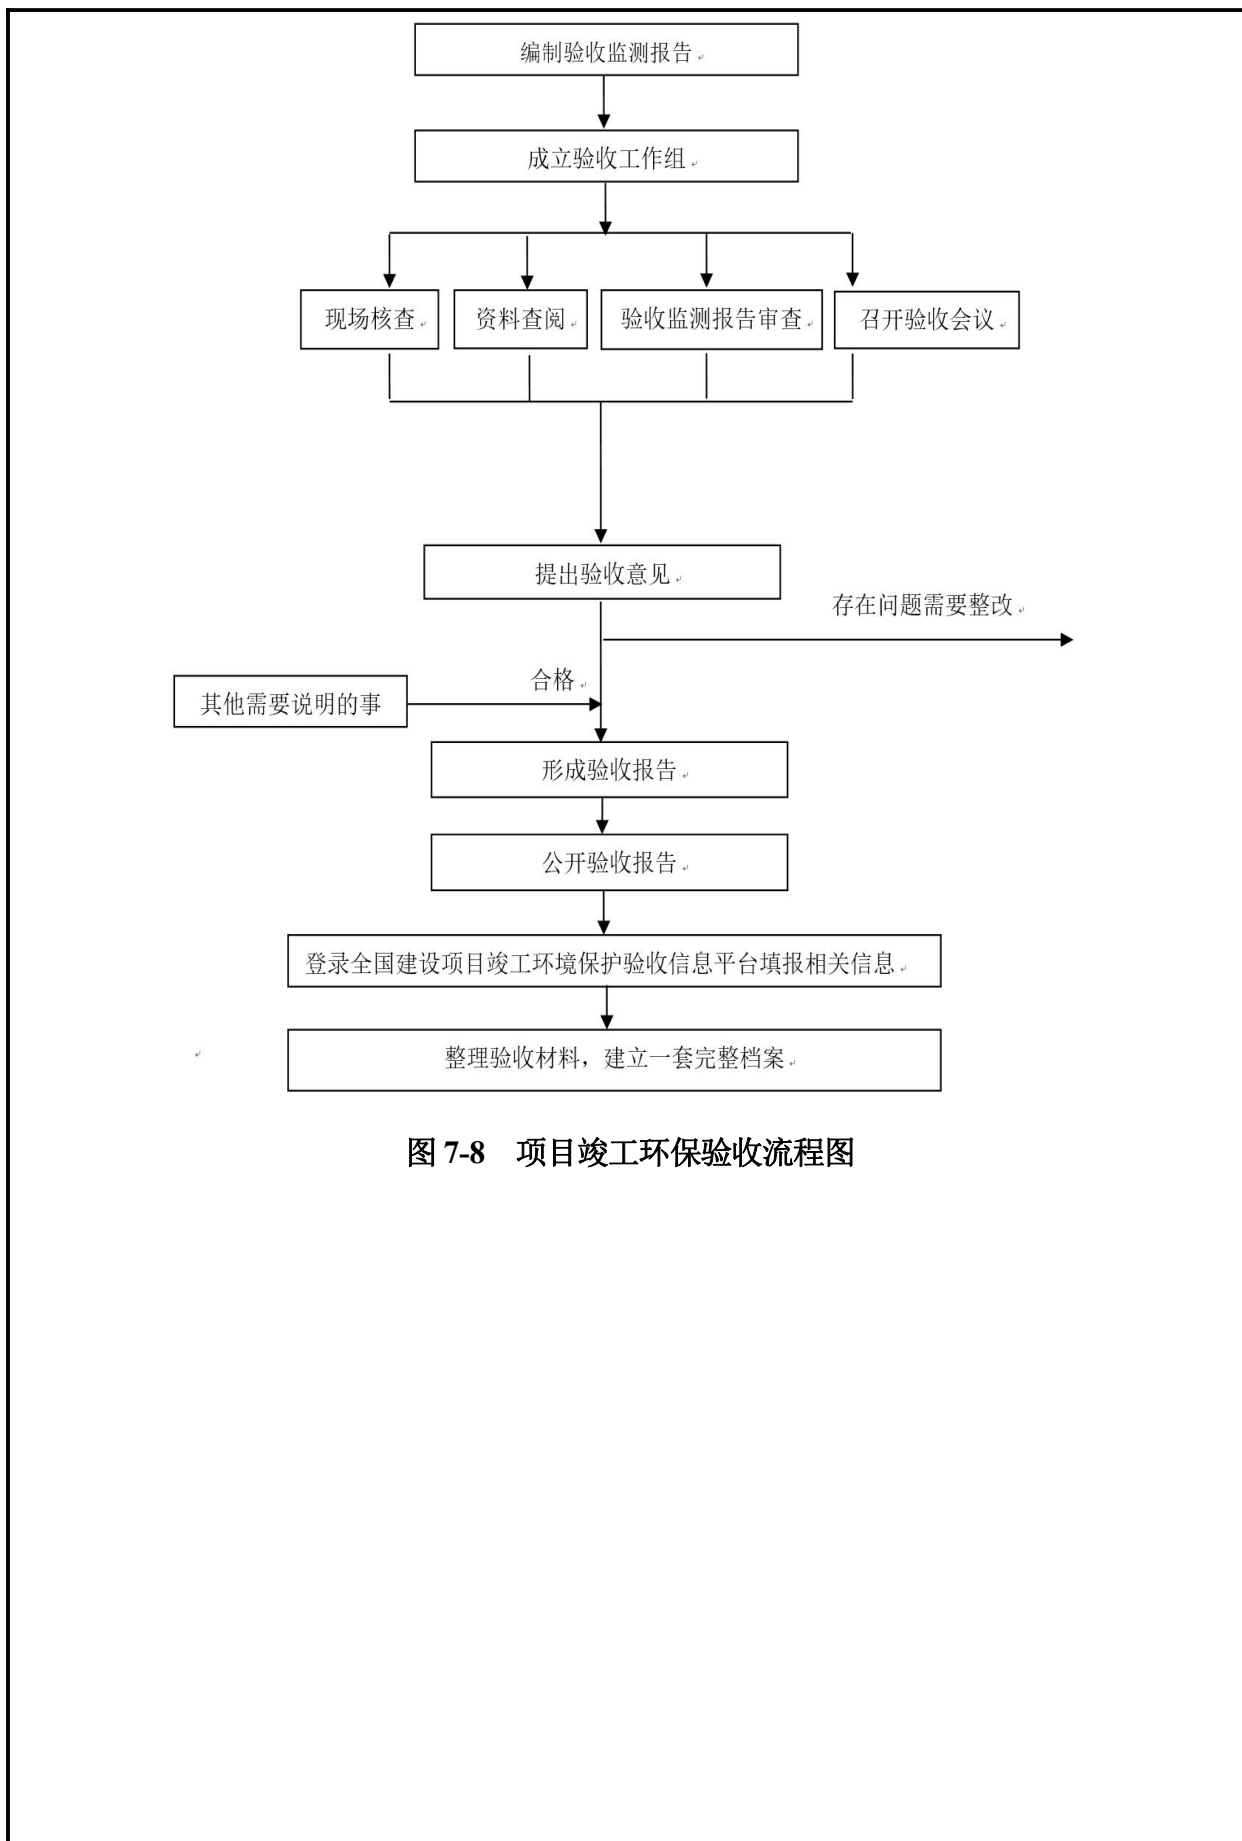 编制验收监测报告
成立验收工作组
现场核查
资料查阅
验收监测报告审查
召开验收会议
提出验收意见
存在问题需要整改
合格
其他需要说明的事
形成验收报告
公开验收报告
登录全国建设项目竣工环境保护验收信息平台填报相关信息
整理验收材料，建立一套完整档案
图 7-8 项目竣工环保验收流程图